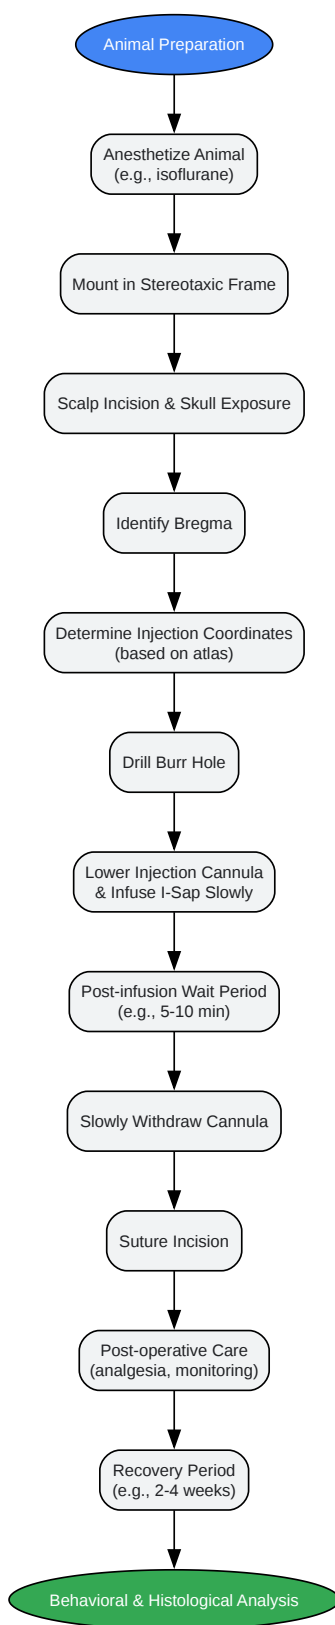 Animal Preparation
Anesthetize Animal
(e.g., isoflurane)
Mount in Stereotaxic Frame
Scalp Incision & Skull Exposure
Identify Bregma
Determine Injection Coordinates
(based on atlas)
Drill Burr Hole
Lower Injection Cannula
& Infuse I-Sap Slowly
Post-infusion Wait Period
(e.g., 5-10 min)
Slowly Withdraw Cannula
Suture Incision
Post-operative Care
(analgesia, monitoring)
Recovery Period
(e.g., 2-4 weeks)
Behavioral & Histological Analysis